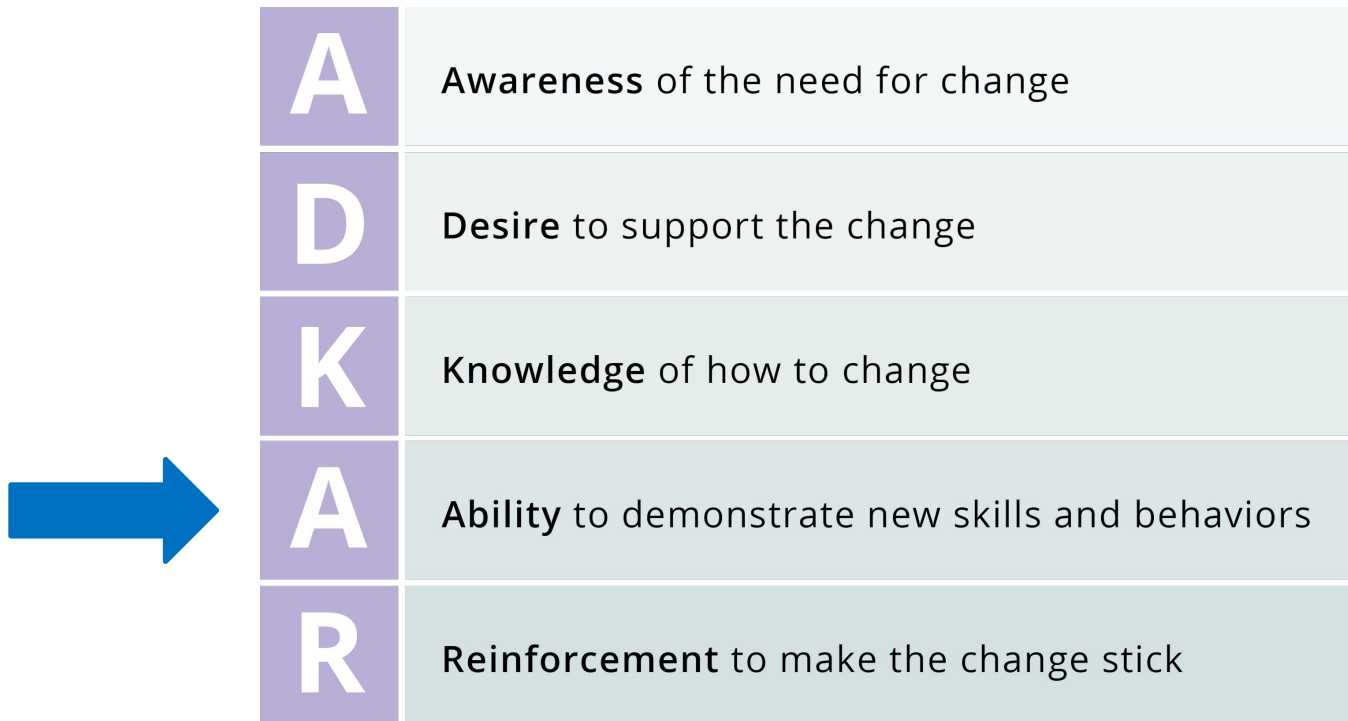 A Awareness of the need for change
D Desire to support the change
K Knowledge of how to change
A Ability to demonstrate new skills and behaviors
R Reinforcement to make the change stick